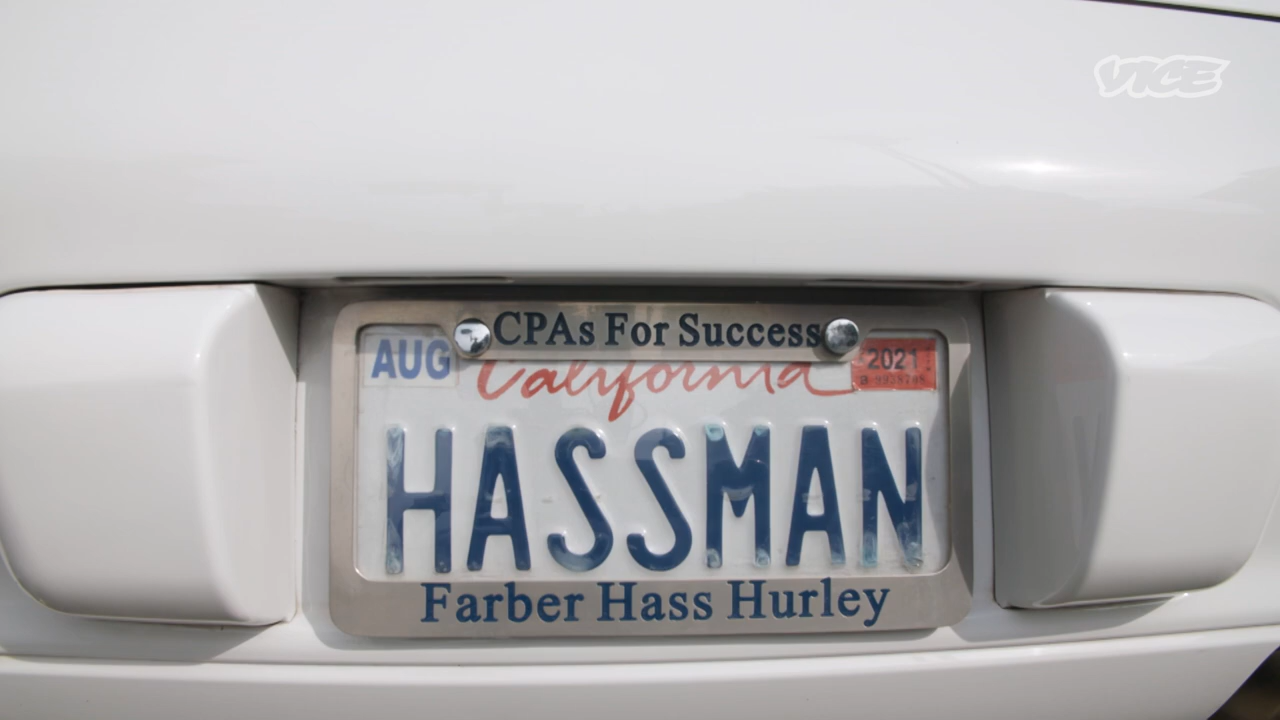 VICE
CPAs For Success
AUG California 2021
HASSMAN
Farber Hass Hurley